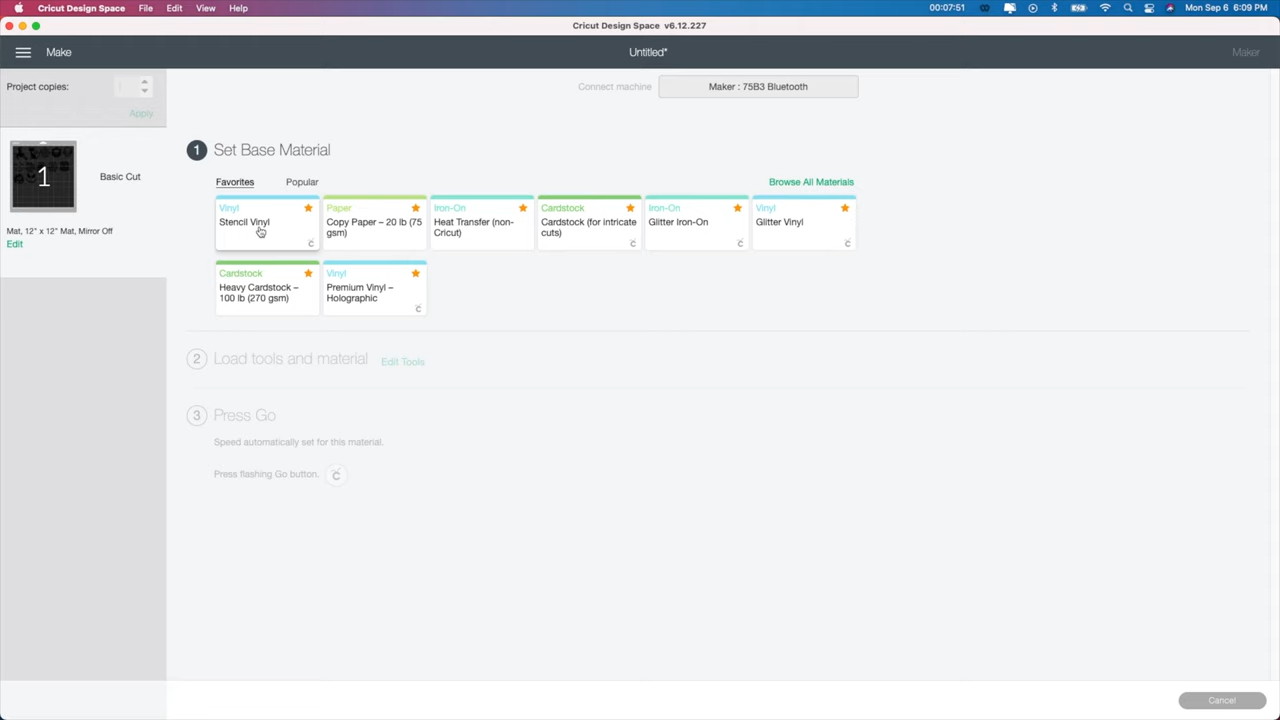 Cricut Design Space File Edit View Help 00:07:51 Mon Sep 6 6:09 PM
Cricut Design Space v6.12.227
Make Untitled* Maker
Project copies:
Apply
Connect machine Maker : 75B3 Bluetooth
1 Basic Cut
Mat, 12" x 12" Mat, Mirror Off
Edit
1 Set Base Material
Favorites Popular Browse All Materials
Vinyl
Stencil Vinyl
Paper
Copy Paper – 20 lb (75
gsm)
Iron-On
Heat Transfer (non-
Cricut)
Cardstock
Cardstock (for intricate
cuts)
Iron-On
Glitter Iron-On
Vinyl
Glitter Vinyl
Cardstock
Heavy Cardstock –
100 lb (270 gsm)
Vinyl
Premium Vinyl –
Holographic
2 Load tools and material Edit Tools
3 Press Go
Speed automatically set for this material.
Press flashing Go button.
Cancel